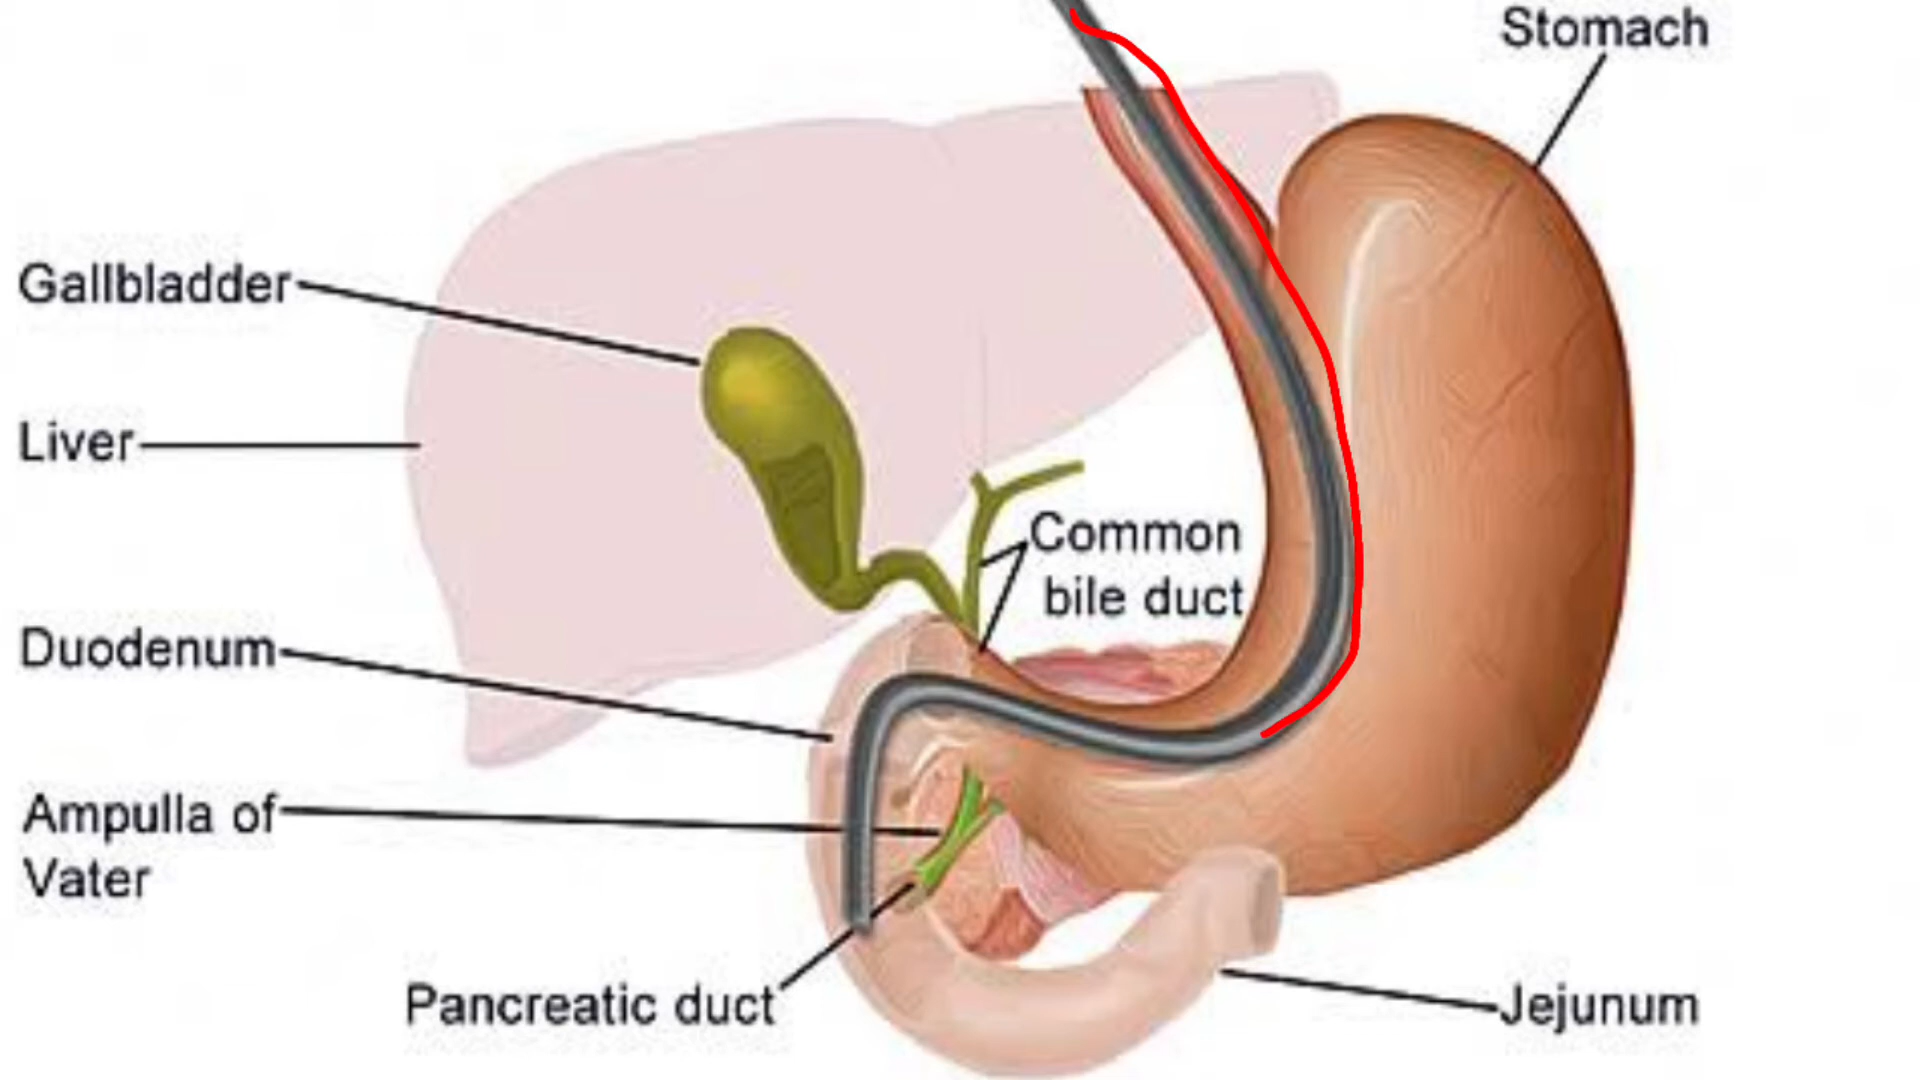 Stomach
Gallbladder
Liver
Common
bile duct
Duodenum
Ampulla of
Vater
Pancreatic duct
Jejunum